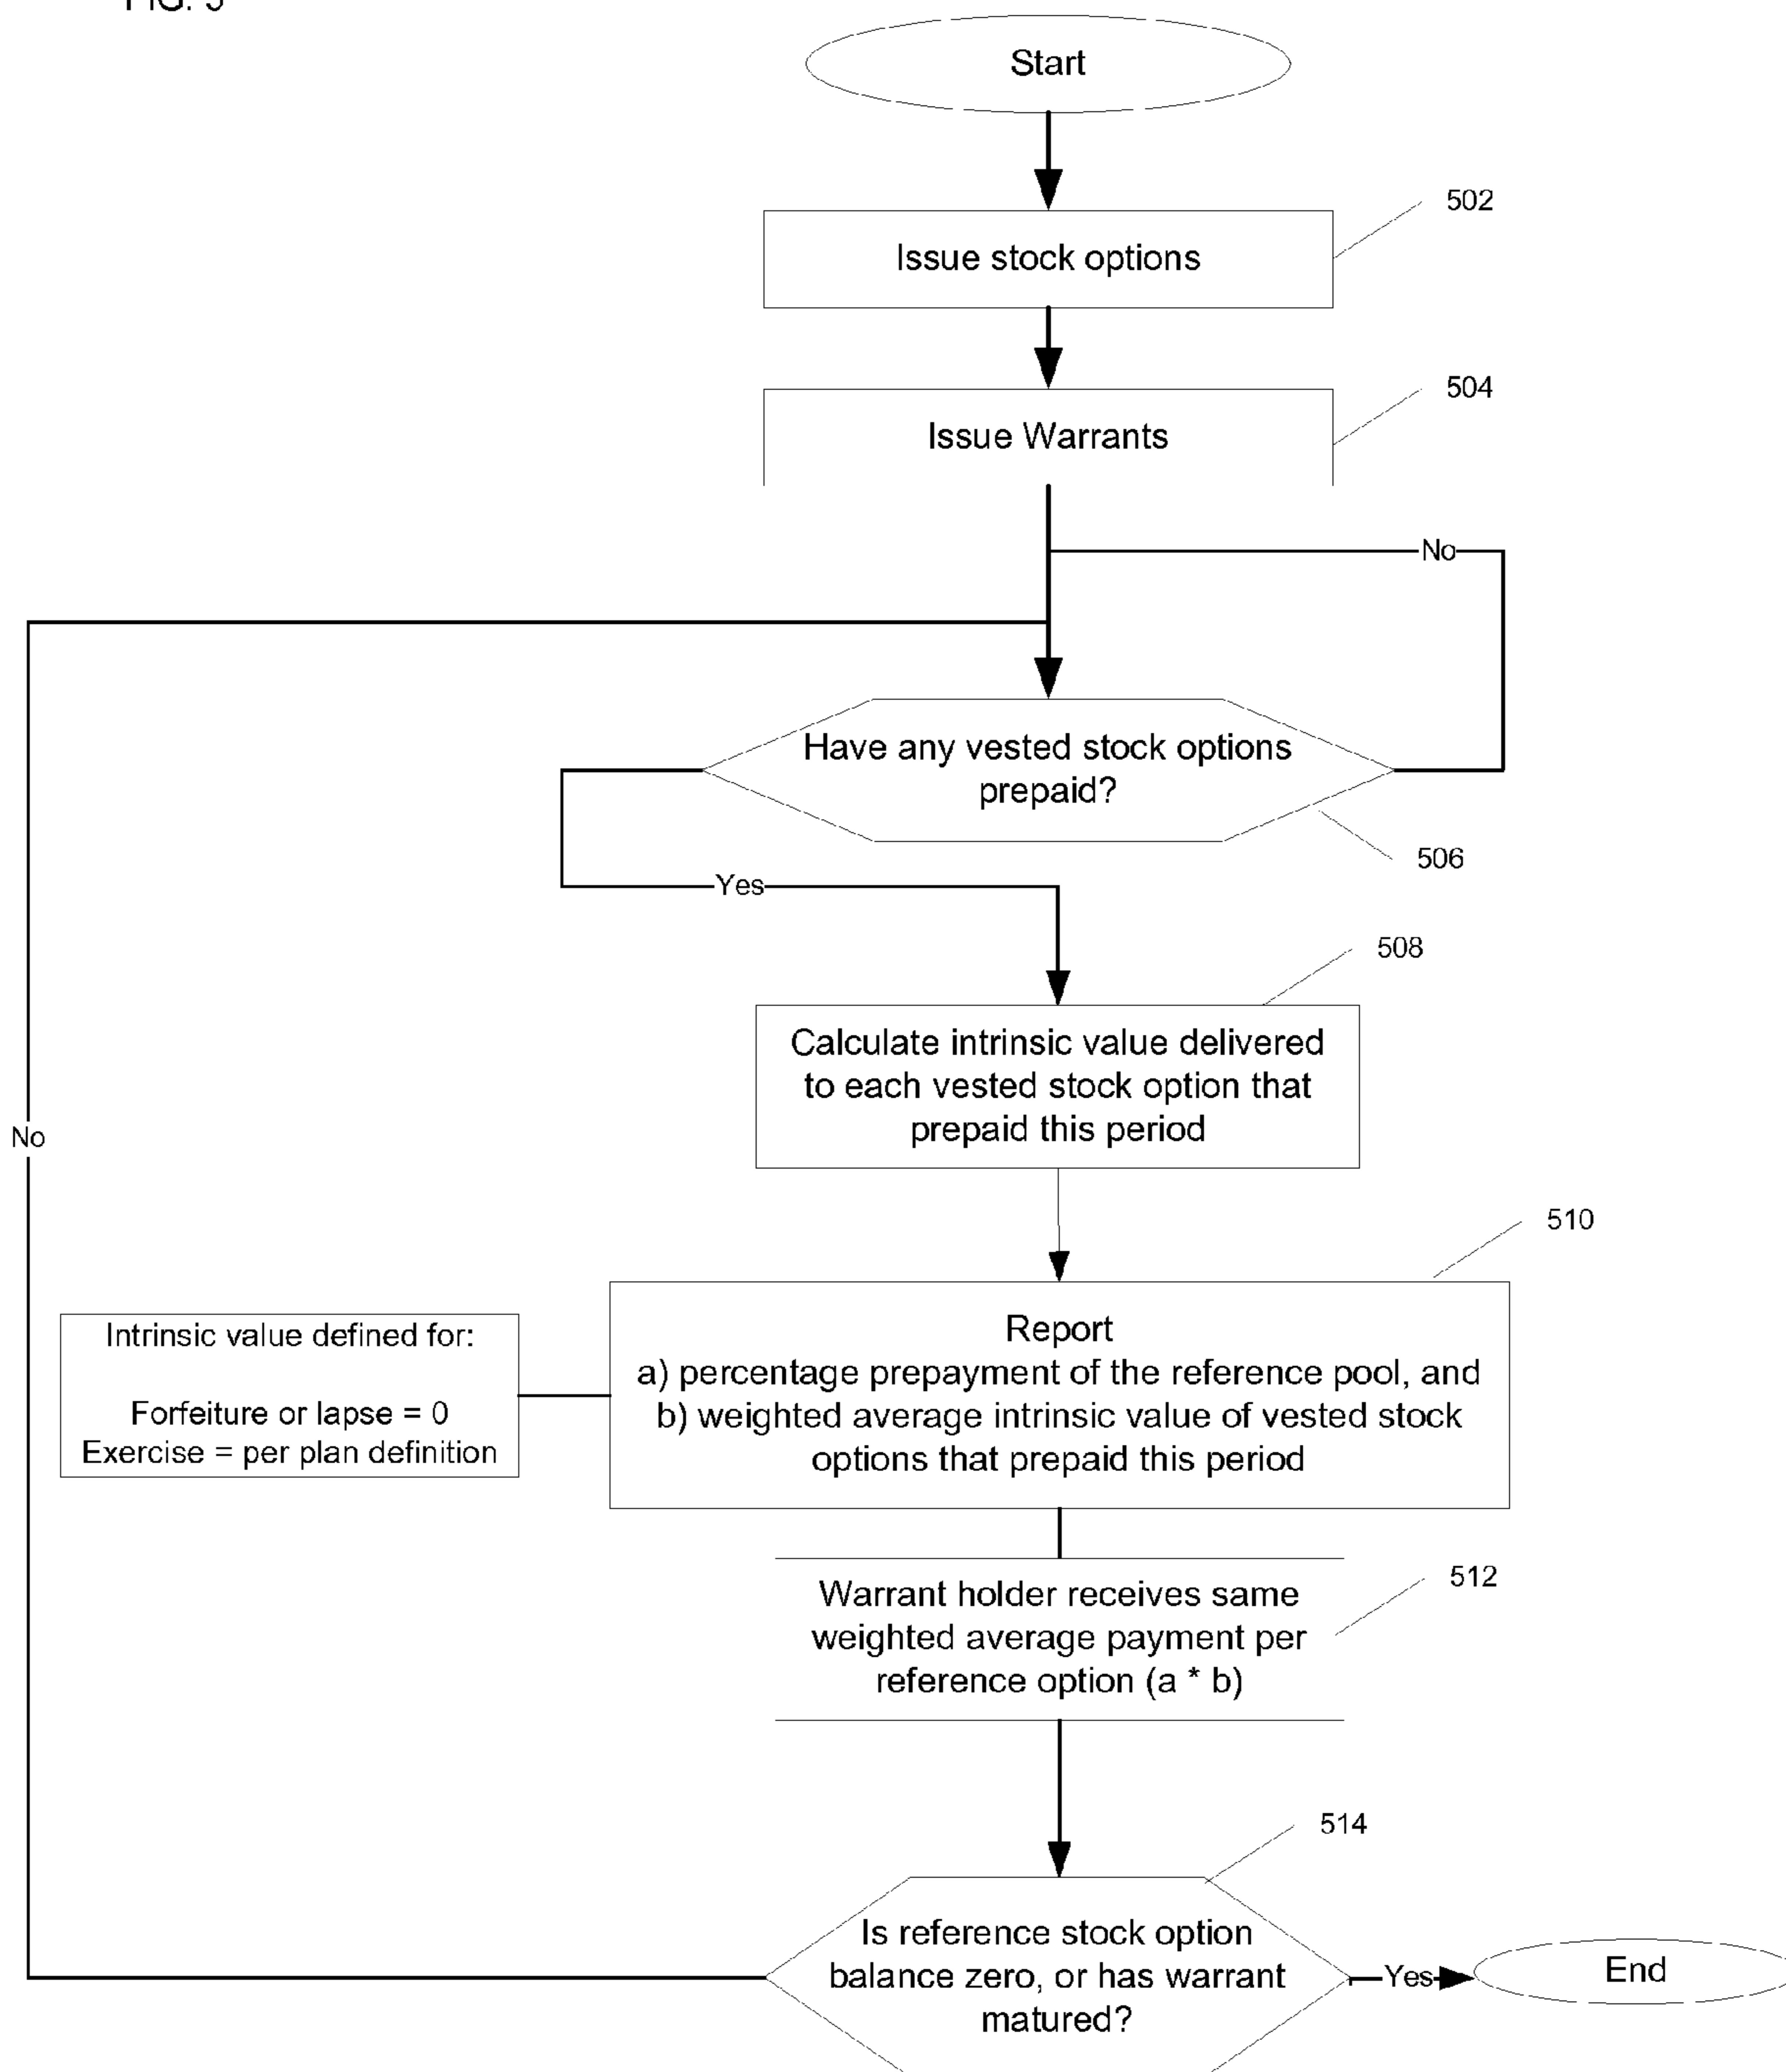 FIG. 5
Start
502
Issue stock options
504
Issue Warrants
No
Have any vested stock options
prepaid?
506
Yes
508
Calculate intrinsic value delivered
to each vested stock option that
prepaid this period
No
510
Report
a) percentage prepayment of the reference pool, and
b) weighted average intrinsic value of vested stock
options that prepaid this period
Intrinsic value defined for:
Forfeiture or lapse = 0
Exercise = per plan definition
512
Warrant holder receives same
weighted average payment per
reference option (a * b)
514
Is reference stock option
balance zero, or has warrant
matured?
Yes
End